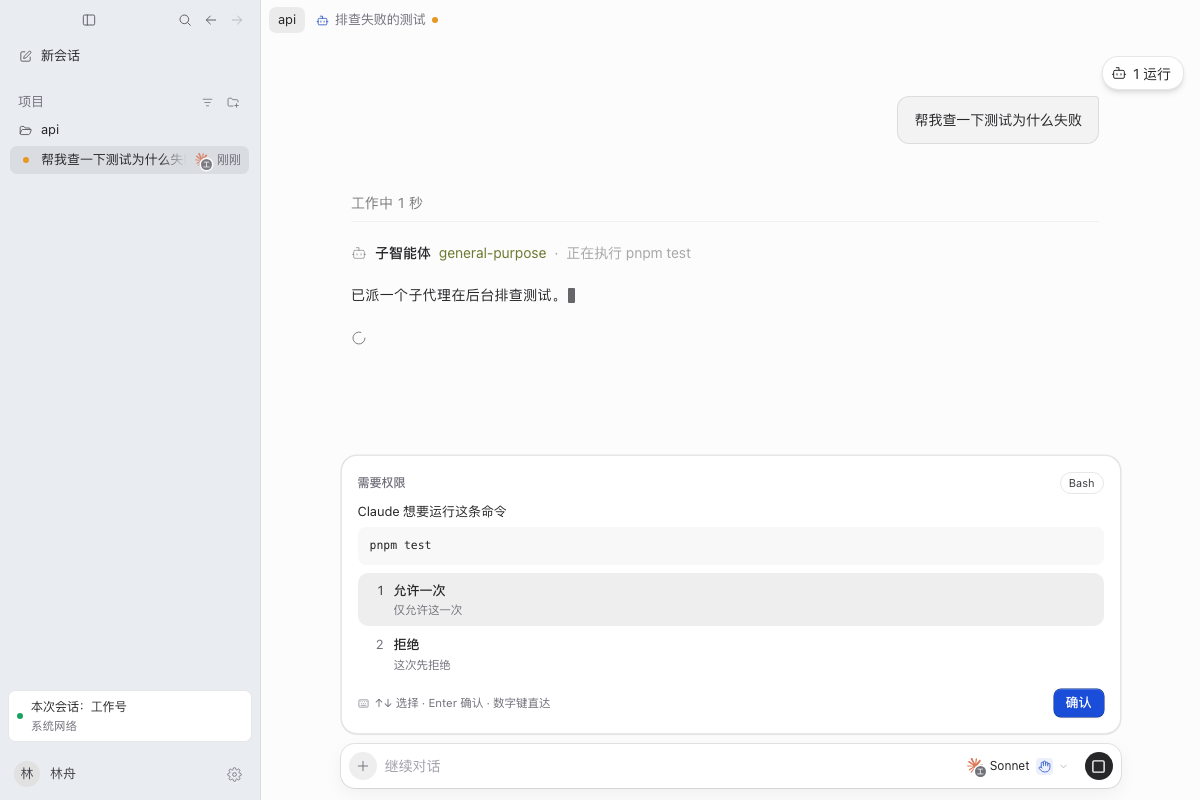 新会话
项目
api
帮我查一下测试为什么失
刚刚
本次会话：工作号
系统网络
林
林舟
api
排查失败的测试
1 运行
帮我查一下测试为什么失败
工作中 1 秒
子智能体 general-purpose · 正在执行 pnpm test
已派一个子代理在后台排查测试。
需要权限
Bash
Claude 想要运行这条命令
pnpm test
1 允许一次
仅允许这一次
2 拒绝
这次先拒绝
↑↓ 选择 · Enter 确认 · 数字键直达
确认
继续对话
Sonnet